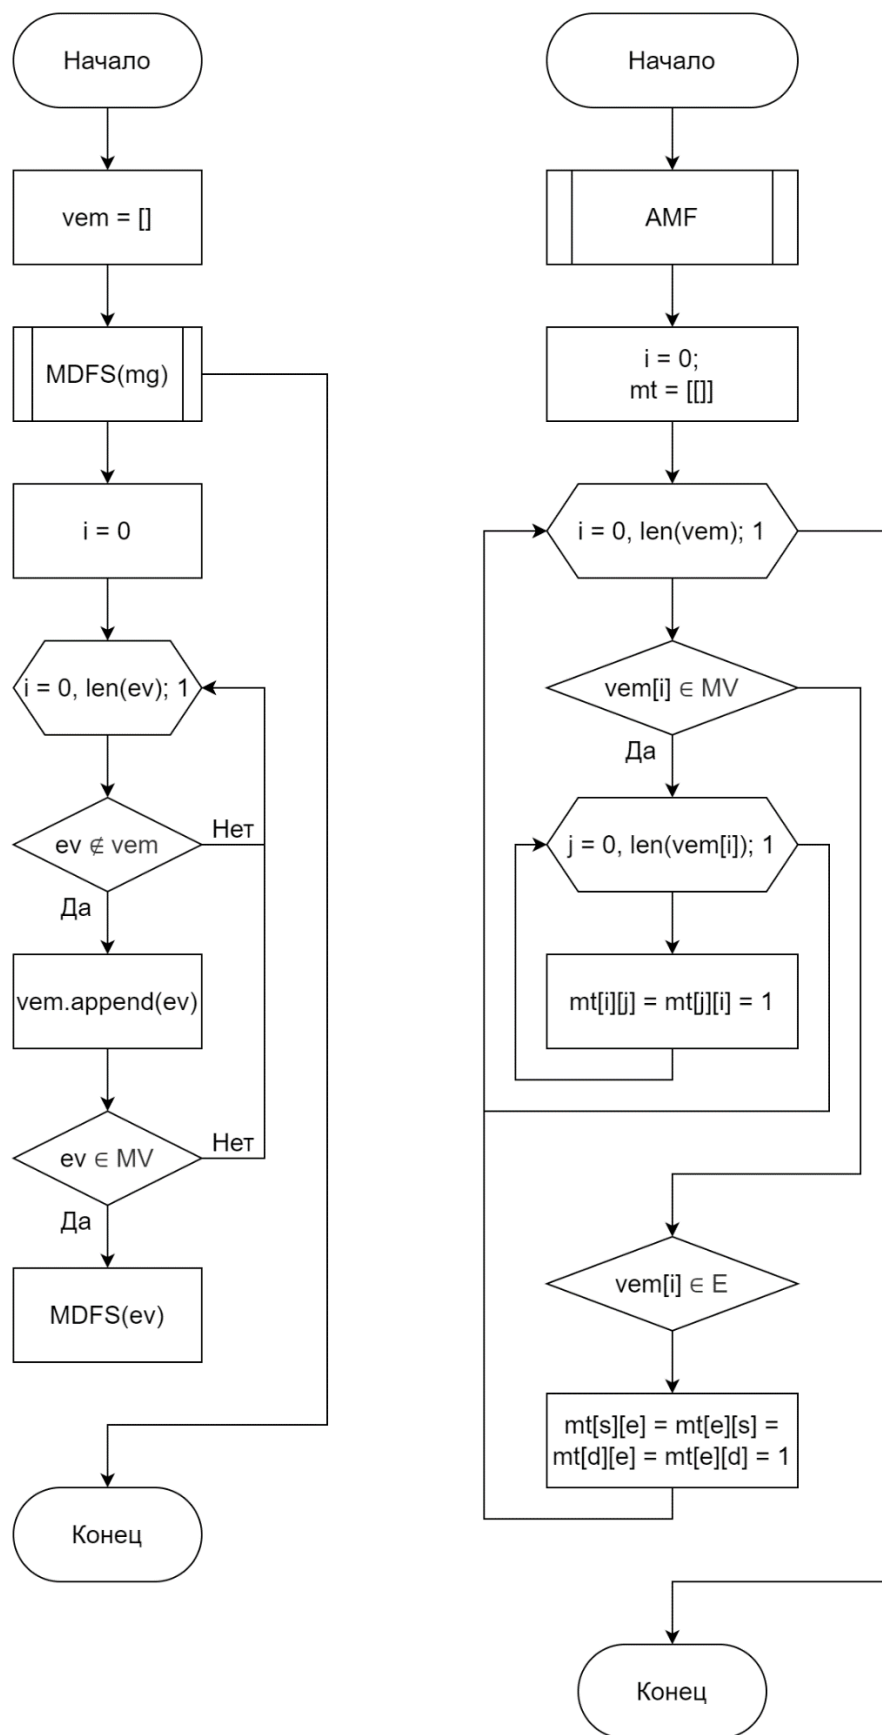 Начало
vem = []
MDFS(mg)
i = 0
i = 0, len(ev); 1
ev ∉ vem
Нет
Да
vem.append(ev)
ev ∈ MV
Нет
Да
MDFS(ev)
Конец
Начало
AMF
i = 0;
mt = [[]]
i = 0, len(vem); 1
vem[i] ∈ MV
Да
j = 0, len(vem[i]); 1
mt[i][j] = mt[j][i] = 1
vem[i] ∈ E
mt[s][e] = mt[e][s] =
mt[d][e] = mt[e][d] = 1
Конец